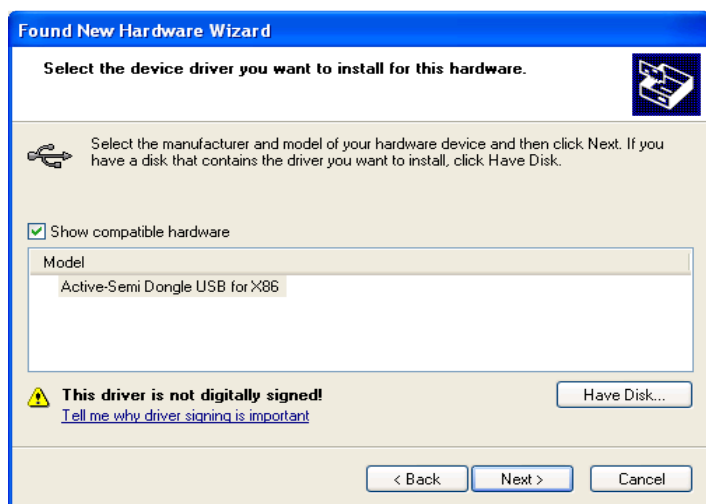 Found New Hardware Wizard
Select the device driver you want to install for this hardware.
Select the manufacturer and model of your hardware device and then click Next. If you
have a disk that contains the driver you want to install, click Have Disk.
Show compatible hardware
Model
Active-Semi Dongle USB for X86
This driver is not digitally signed!
Have Disk...
Tell me why driver signing is important
< Back
Next >
Cancel